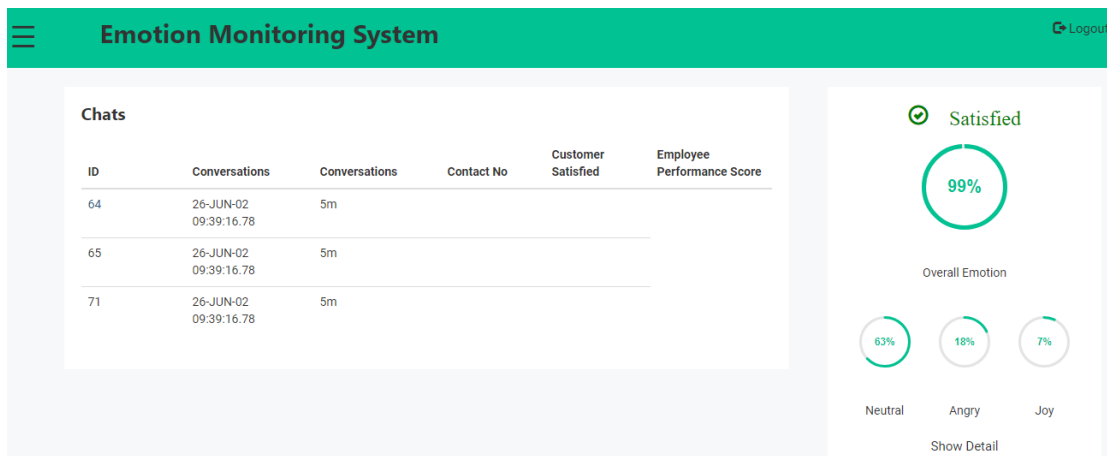 Emotion Monitoring System
Logout
Chats
ID Conversations Conversations Contact No Customer Satisfied Employee Performance Score
64 26-JUN-02 09:39:16.78 5m
65 26-JUN-02 09:39:16.78 5m
71 26-JUN-02 09:39:16.78 5m
Satisfied
99%
Overall Emotion
63% 18% 7%
Neutral Angry Joy
Show Detail